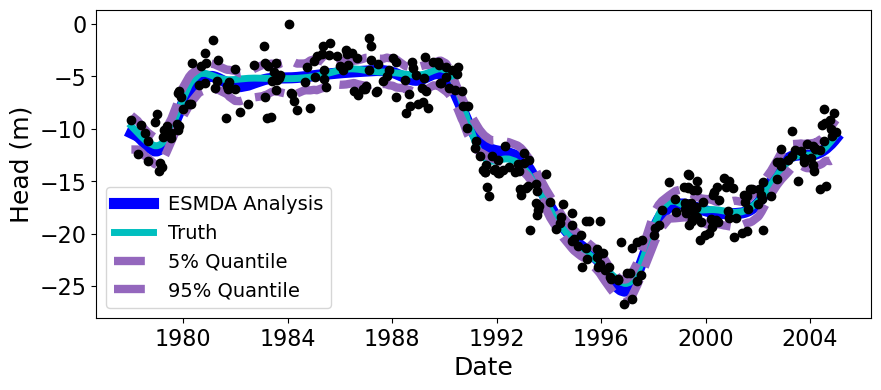 0
−5
−10
−15
−20
−25
Head (m)
ESMDA Analysis
Truth
5% Quantile
95% Quantile
1980 1984 1988 1992 1996 2000 2004
Date